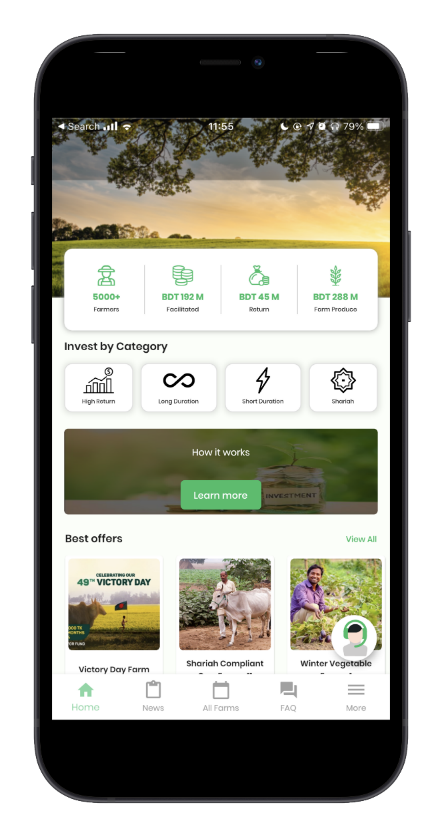 ◀ Search
11:55
79%
5000+ BDT 192 M BDT 45 M BDT 288 M
Farmers Facilitated Return Farm Produce
Invest by Category
High Return Long Duration Short Duration Shariah
How it works
Learn more
INVESTMENT
Best offers View All
CELEBRATING OUR
49TH VICTORY DAY
Victory Day Farm
Shariah Compliant
Winter Vegetable
Home News All Farms FAQ More